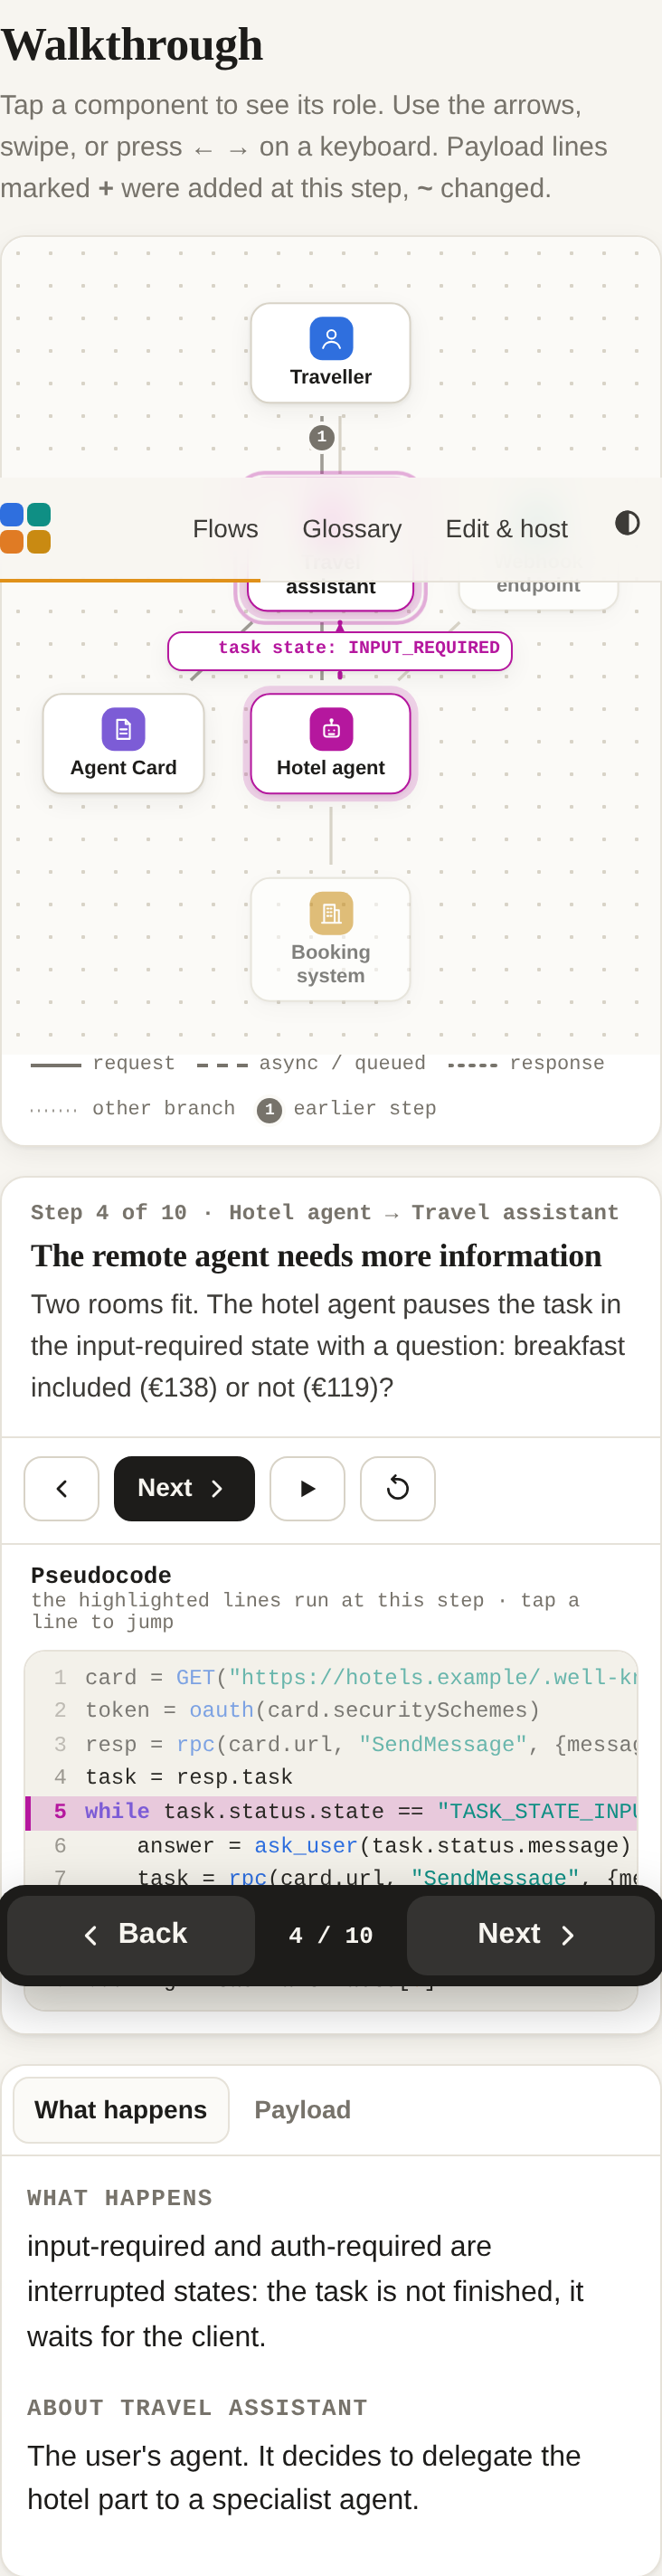 Walkthrough
Tap a component to see its role. Use the arrows,
swipe, or press ← → on a keyboard. Payload lines
marked + were added at this step, ~ changed.
Traveller
1
Flows Glossary Edit & host
assistant
endpoint
task state: INPUT_REQUIRED
Agent Card
Hotel agent
Booking
system
request async / queued response
other branch 1 earlier step
Step 4 of 10 · Hotel agent → Travel assistant
The remote agent needs more information
Two rooms fit. The hotel agent pauses the task in
the input-required state with a question: breakfast
included (€138) or not (€119)?
Next
Pseudocode
the highlighted lines run at this step · tap a
line to jump
1 card = GET("https://hotels.example/.well-kn
2 token = oauth(card.securitySchemes)
3 resp = rpc(card.url, "SendMessage", {messag
4 task = resp.task
5 while task.status.state == "TASK_STATE_INPU
6 answer = ask_user(task.status.message)
7 task = rpc(card.url, "SendMessage", {me
Back 4 / 10 Next
What happens Payload
WHAT HAPPENS
input-required and auth-required are
interrupted states: the task is not finished, it
waits for the client.
ABOUT TRAVEL ASSISTANT
The user's agent. It decides to delegate the
hotel part to a specialist agent.